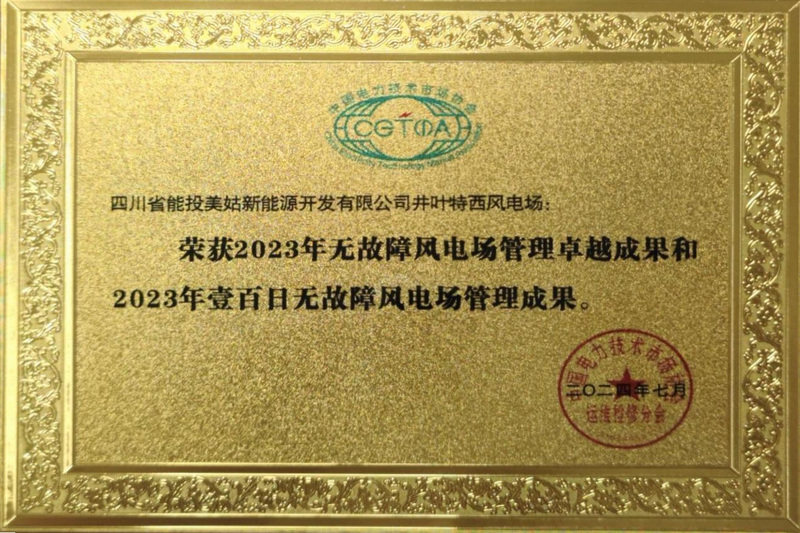 中国电力技术市场协会
CETMA
四川省能投美姑新能源开发有限公司井叶特西风电场：
荣获2023年无故障风电场管理卓越成果和
2023年壹百日无故障风电场管理成果。
中国电力技术市场协会
二〇二四年七月
运维检修分会